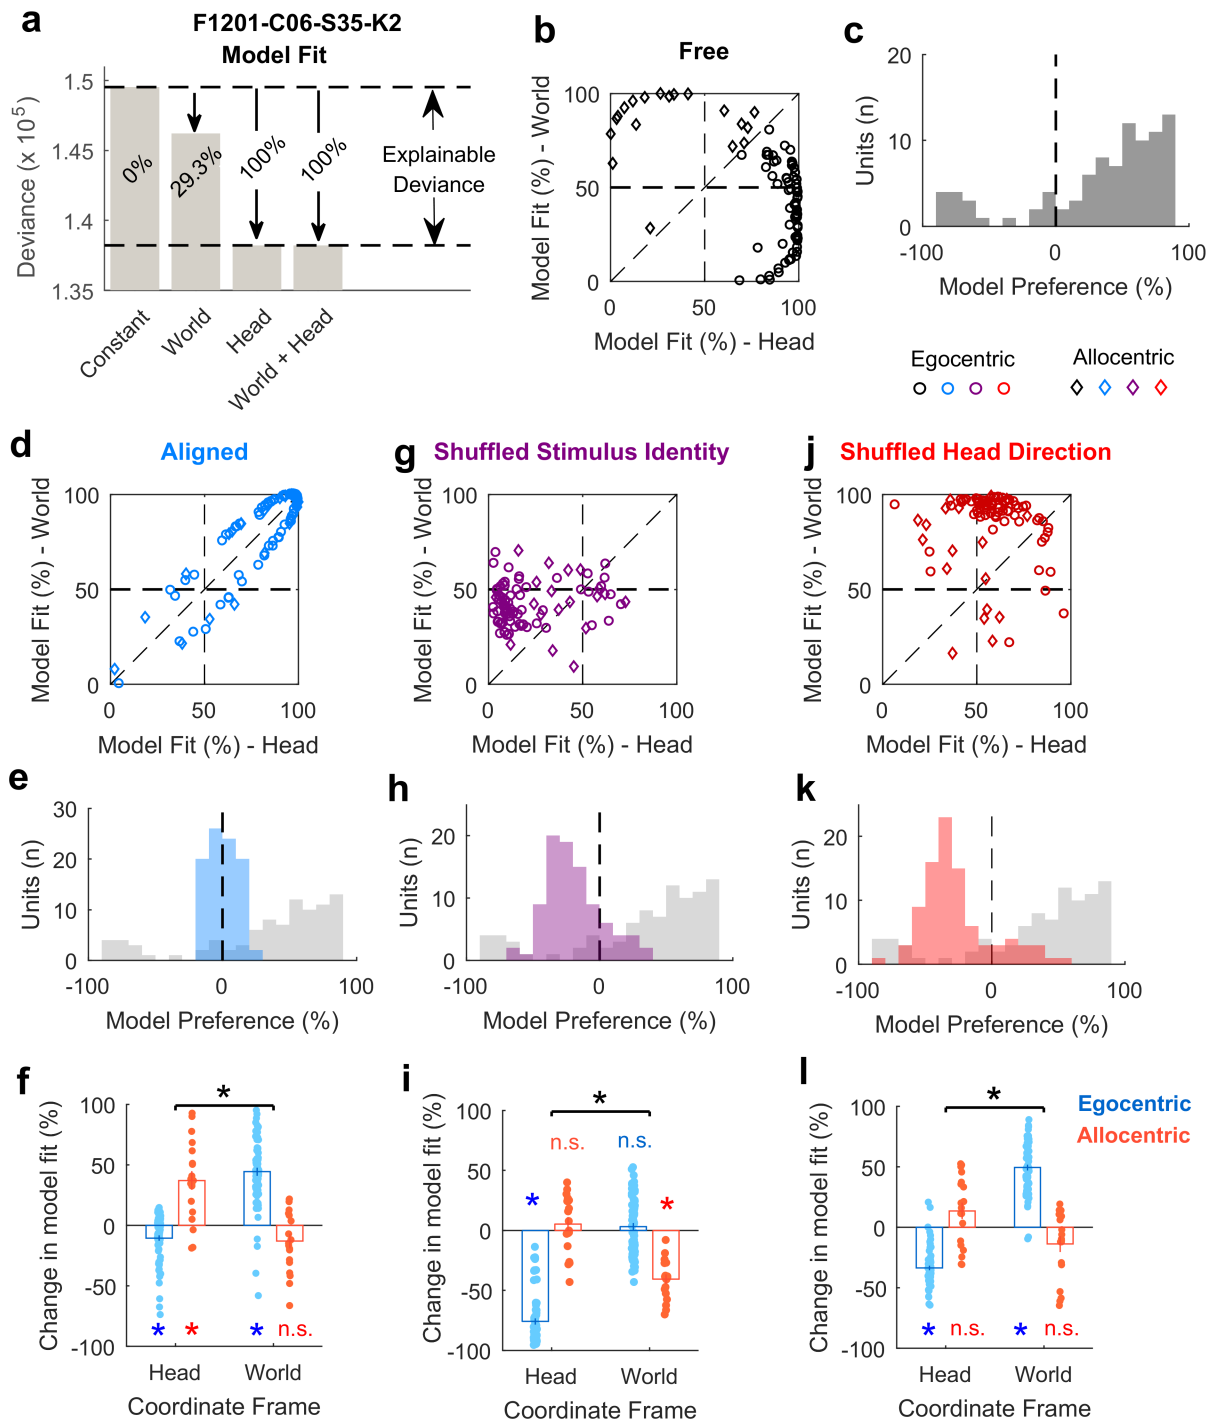 a
F1201-C06-S35-K2
Model Fit
Deviance (x 10^5)
1.5
1.45
1.4
1.35
0%
29.3%
100%
100%
Explainable
Deviance
Constant
World
Head
World + Head
b
Free
Model Fit (%) - World
100
50
0
0
50
100
Model Fit (%) - Head
c
Units (n)
20
10
0
-100
0
100
Model Preference (%)
Egocentric
Allocentric
d
Aligned
Model Fit (%) - World
100
50
0
0
50
100
Model Fit (%) - Head
g
Shuffled Stimulus Identity
Model Fit (%) - World
100
50
0
0
50
100
Model Fit (%) - Head
j
Shuffled Head Direction
Model Fit (%) - World
100
50
0
0
50
100
Model Fit (%) - Head
e
Units (n)
30
20
10
0
-100
0
100
Model Preference (%)
h
Units (n)
20
10
0
-100
0
100
Model Preference (%)
k
Units (n)
20
10
0
-100
0
100
Model Preference (%)
f
Change in model fit (%)
100
50
0
-50
-100
*
* * * n.s.
Head
World
Coordinate Frame
i
Change in model fit (%)
100
50
0
-50
-100
*
n.s.
n.s.
*
*
Head
World
Coordinate Frame
l
Change in model fit (%)
100
50
0
-50
-100
*
* n.s. * n.s.
Head
World
Coordinate Frame
Egocentric
Allocentric